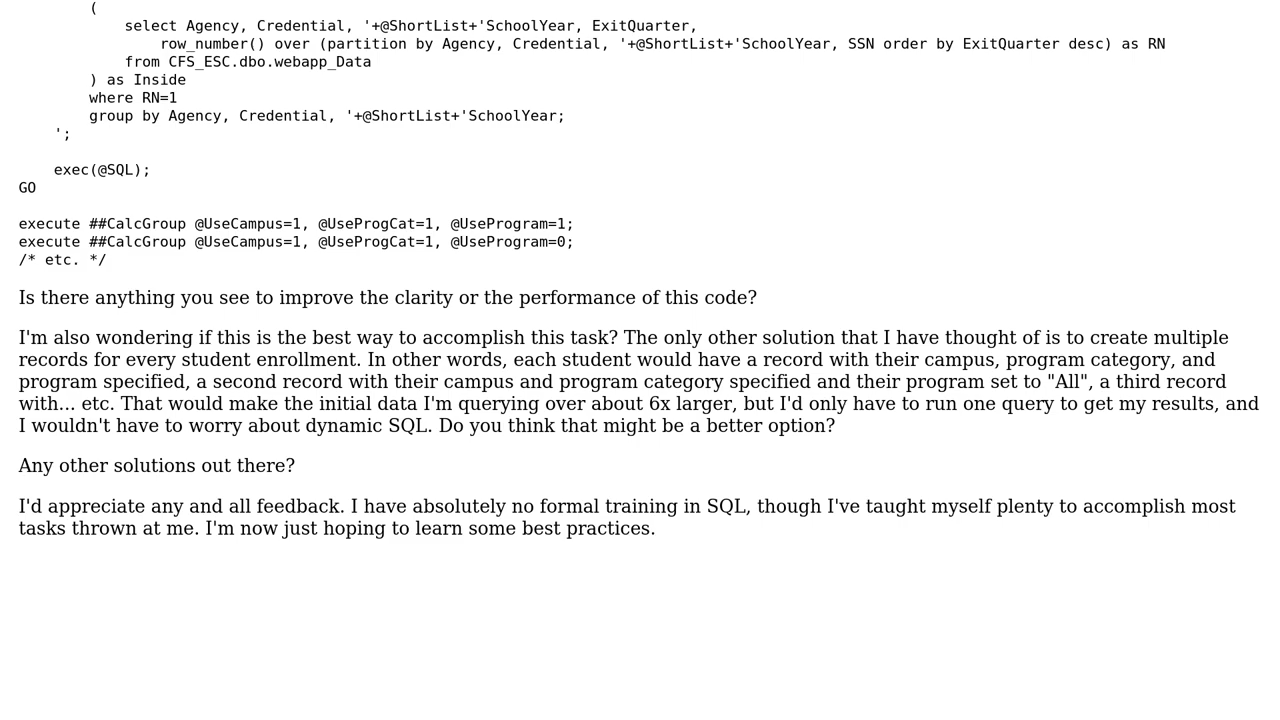 (
select Agency, Credential, '+@ShortList+'SchoolYear, ExitQuarter,
row_number() over (partition by Agency, Credential, '+@ShortList+'SchoolYear, SSN order by ExitQuarter desc) as RN
from CFS_ESC.dbo.webapp_Data
) as Inside
where RN=1
group by Agency, Credential, '+@ShortList+'SchoolYear;
';
exec(@SQL);
GO
execute ##CalcGroup @UseCampus=1, @UseProgCat=1, @UseProgram=1;
execute ##CalcGroup @UseCampus=1, @UseProgCat=1, @UseProgram=0;
/* etc. */
Is there anything you see to improve the clarity or the performance of this code?
I'm also wondering if this is the best way to accomplish this task? The only other solution that I have thought of is to create multiple
records for every student enrollment. In other words, each student would have a record with their campus, program category, and
program specified, a second record with their campus and program category specified and their program set to "All", a third record
with... etc. That would make the initial data I'm querying over about 6x larger, but I'd only have to run one query to get my results, and
I wouldn't have to worry about dynamic SQL. Do you think that might be a better option?
Any other solutions out there?
I'd appreciate any and all feedback. I have absolutely no formal training in SQL, though I've taught myself plenty to accomplish most
tasks thrown at me. I'm now just hoping to learn some best practices.